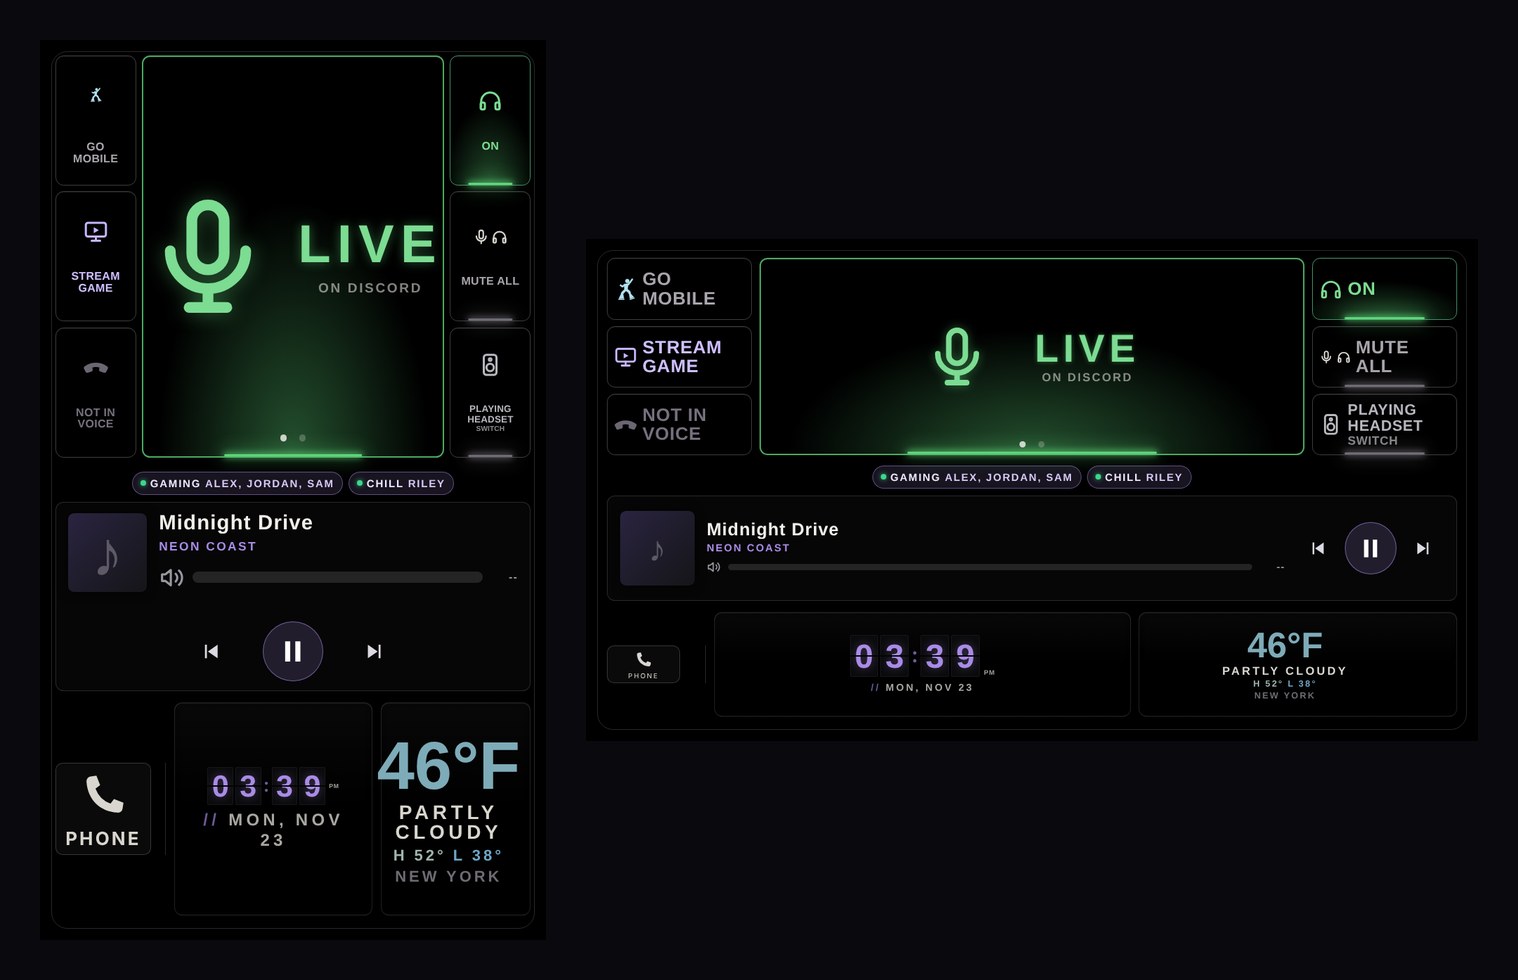 GO
MOBILE
STREAM
GAME
NOT IN
VOICE
LIVE
ON DISCORD
ON
MUTE ALL
PLAYING
HEADSET
SWITCH
GAMING ALEX, JORDAN, SAM
CHILL RILEY
Midnight Drive
NEON COAST
--
PHONE
03:39 PM
// MON, NOV
23
46°F
PARTLY
CLOUDY
H 52° L 38°
NEW YORK
GO
MOBILE
STREAM
GAME
NOT IN
VOICE
LIVE
ON DISCORD
ON
MUTE
ALL
PLAYING
HEADSET
SWITCH
GAMING ALEX, JORDAN, SAM
CHILL RILEY
Midnight Drive
NEON COAST
--
PHONE
03:39 PM
// MON, NOV 23
46°F
PARTLY CLOUDY
H 52° L 38°
NEW YORK